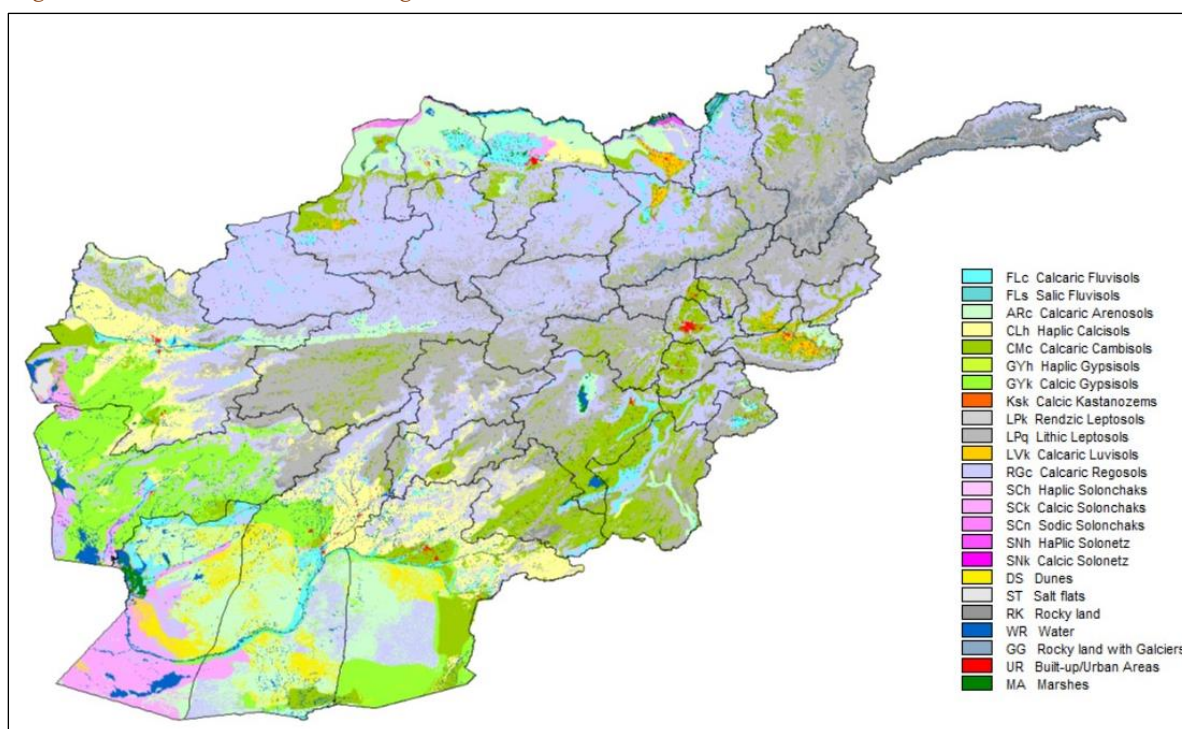 FLc Calcaric Fluvisols
FLs Salic Fluvisols
ARc Calcaric Arenosols
CLh Haplic Calcisols
CMc Calcaric Cambisols
GYh Haplic Gypsisols
GYk Calcic Gypsisols
Ksk Calcic Kastanozems
LPk Rendzic Leptosols
LPq Lithic Leptosols
LVk Calcaric Luvisols
RGc Calcaric Regosols
SCh Haplic Solonchaks
SCk Calcic Solonchaks
SCn Sodic Solonchaks
SNh HaPlic Solonetz
SNk Calcic Solonetz
DS Dunes
ST Salt flats
RK Rocky land
WR Water
GG Rocky land with Galciers
UR Built-up/Urban Areas
MA Marshes